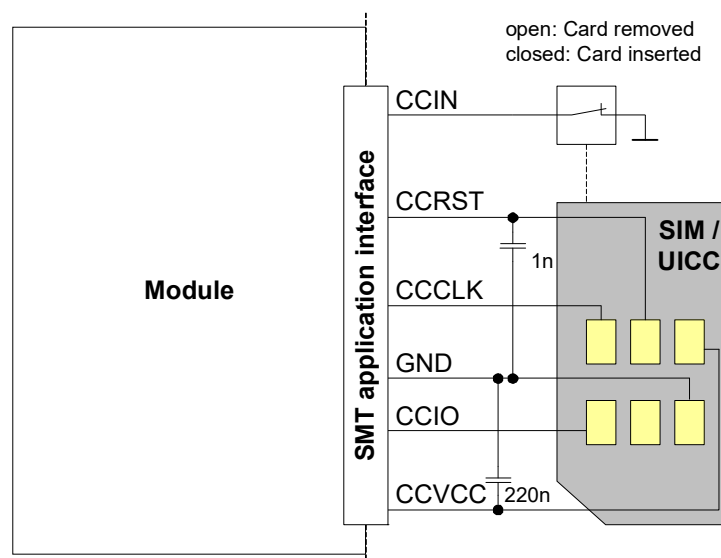 open: Card removed
closed: Card inserted
CCIN
CCRST
SIM /
UICC
1n
Module
SMT application interface
CCCLK
GND
CCIO
CCVCC
220n